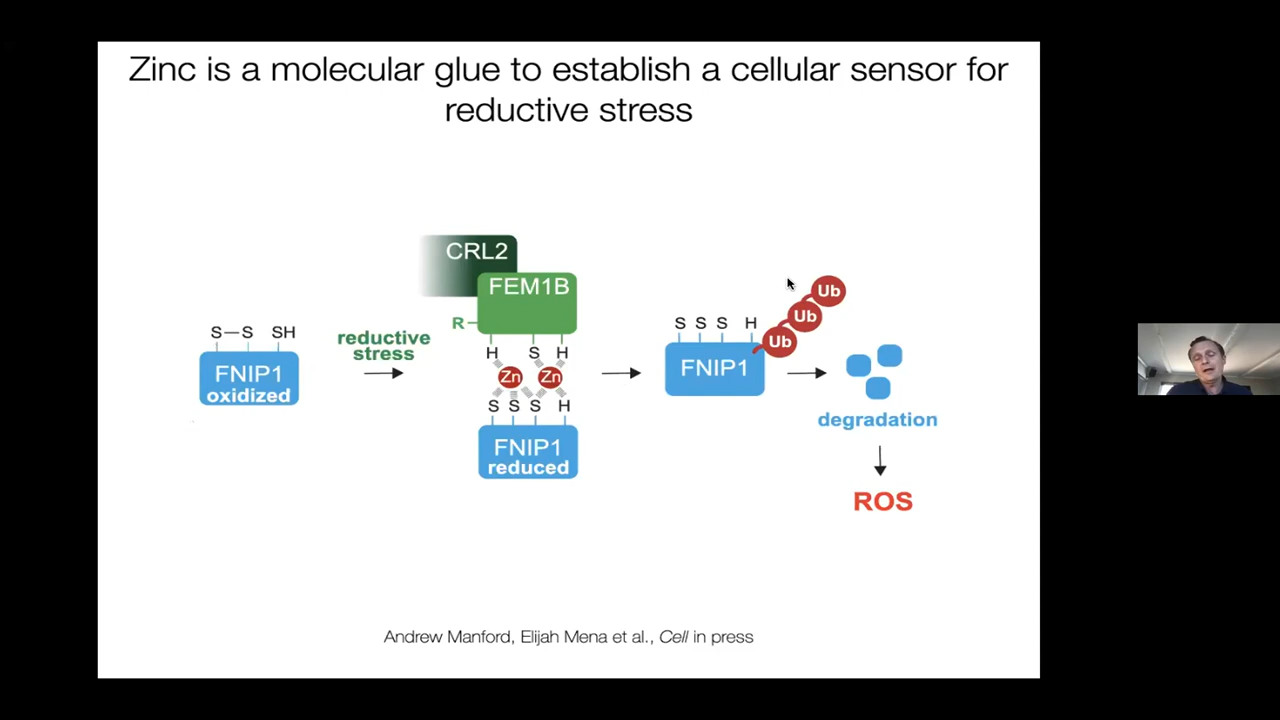 Zinc is a molecular glue to establish a cellular sensor for
reductive stress
S—S SH
FNIP1
oxidized
reductive
stress
CRL2
FEM1B
R
H S H
Zn Zn
S S S H
FNIP1
reduced
S S S H
FNIP1
Ub
Ub
Ub
degradation
ROS
Andrew Manford, Elijah Mena et al., Cell in press